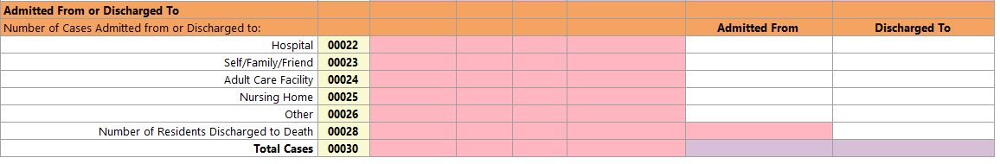 Admitted From or Discharged To
Number of Cases Admitted from or Discharged to: Admitted From Discharged To
Hospital 00022
Self/Family/Friend 00023
Adult Care Facility 00024
Nursing Home 00025
Other 00026
Number of Residents Discharged to Death 00028
Total Cases 00030